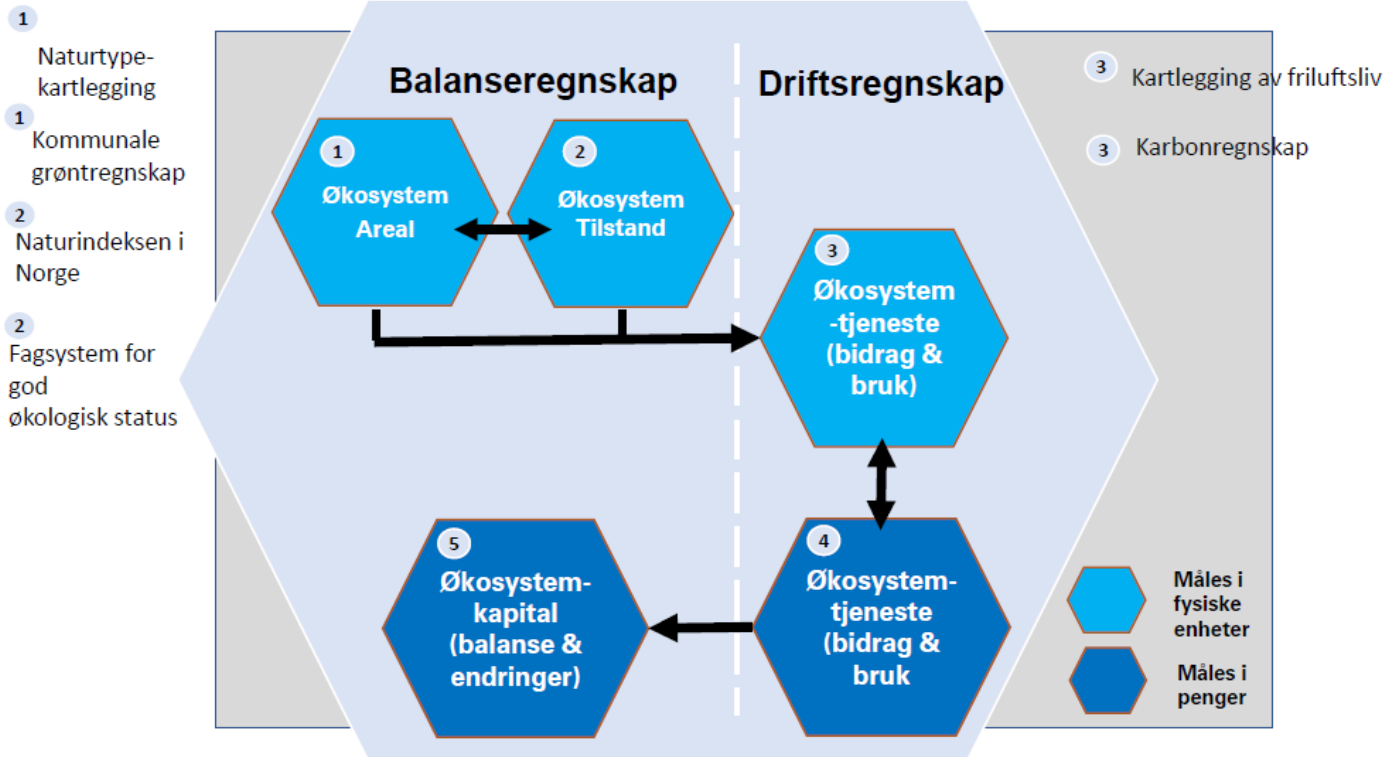 1
Naturtype-
kartlegging
1
Kommunale
grøntregnskap
2
Naturindeksen i
Norge
2
Fagsystem for
god
økologisk status
Balanseregnskap
Driftsregnskap
1
Økosystem
Areal
2
Økosystem
Tilstand
3
Økosystem
-tjeneste
(bidrag &
bruk)
4
Økosystem-
tjeneste
(bidrag &
bruk
5
Økosystem-
kapital
(balanse &
endringer)
3
Kartlegging av friluftsliv
3
Karbonregnskap
Måles i
fysiske
enheter
Måles i
penger